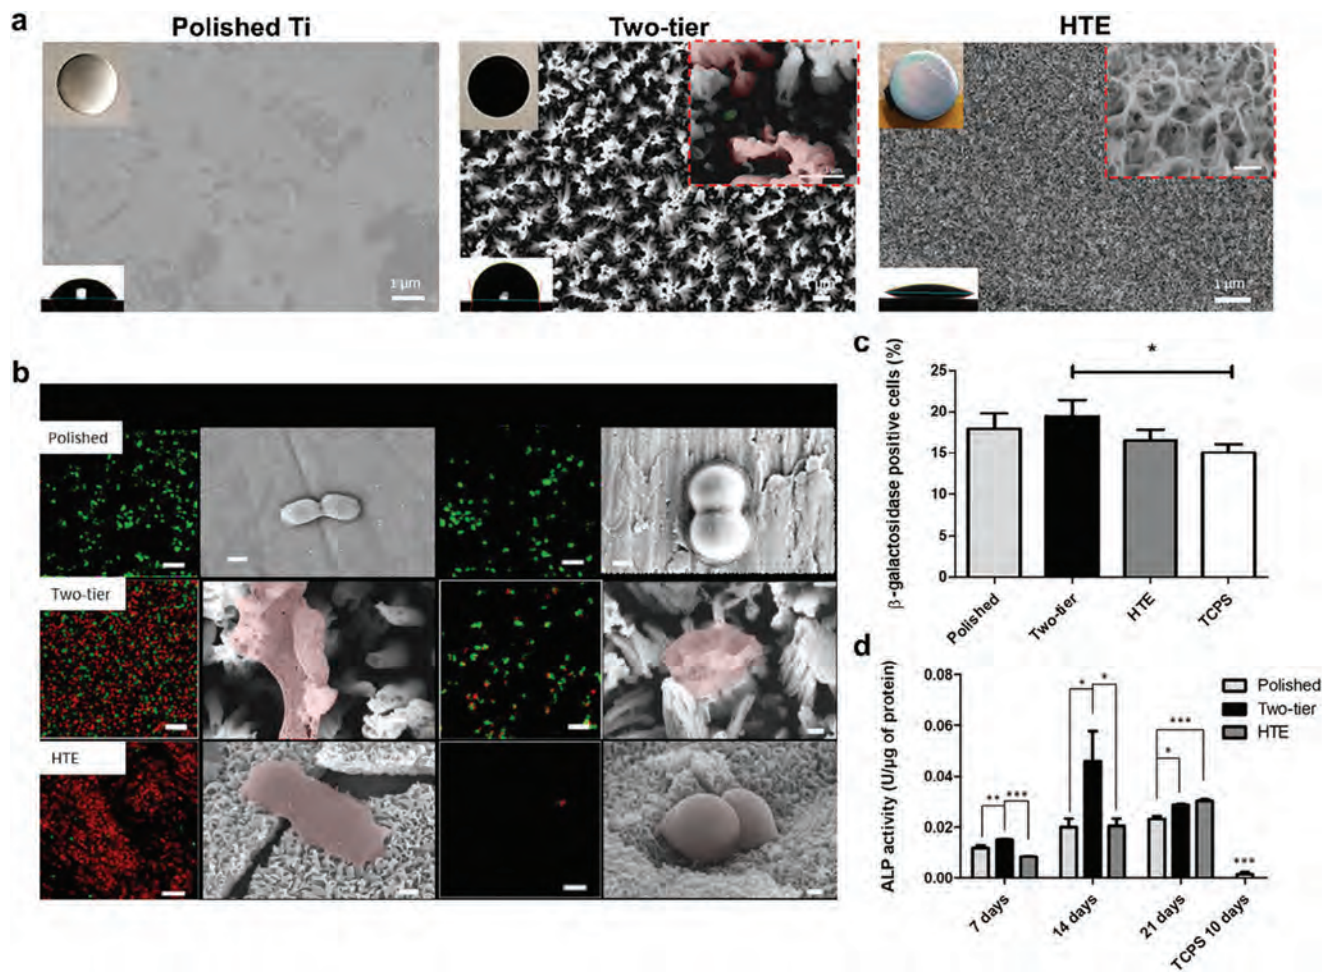 a
Polished Ti
Two-tier
HTE
1 µm
1 µm
1 µm
b
Polished
Two-tier
HTE
c
*
β-galactosidase positive cells (%)
25
20
15
10
5
0
Polished
Two-tier
HTE
TCPS
d
ALP activity (U/µg of protein)
0.08
0.06
0.04
0.02
0.00
** ***
* *
***
*
***
7 days
14 days
21 days
TCPS 10 days
Polished
Two-tier
HTE